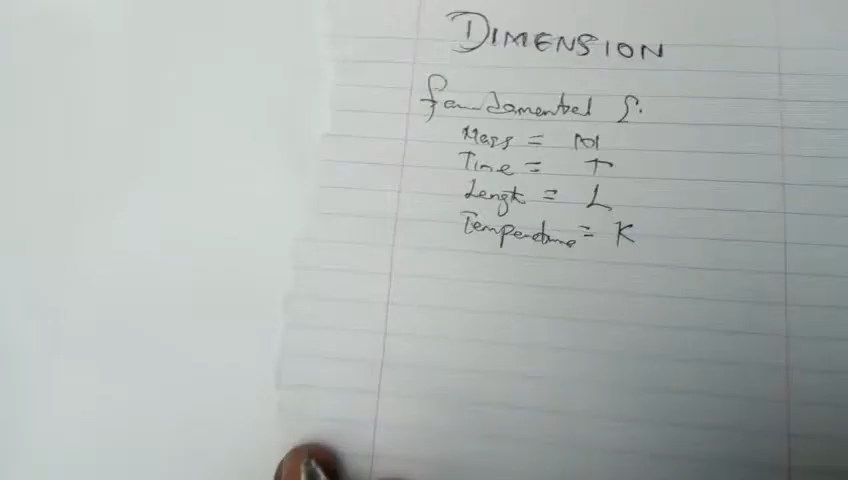 DIMENSION
fundamental Q.
Mass = M
Time = T
Length = L
Temperature = K